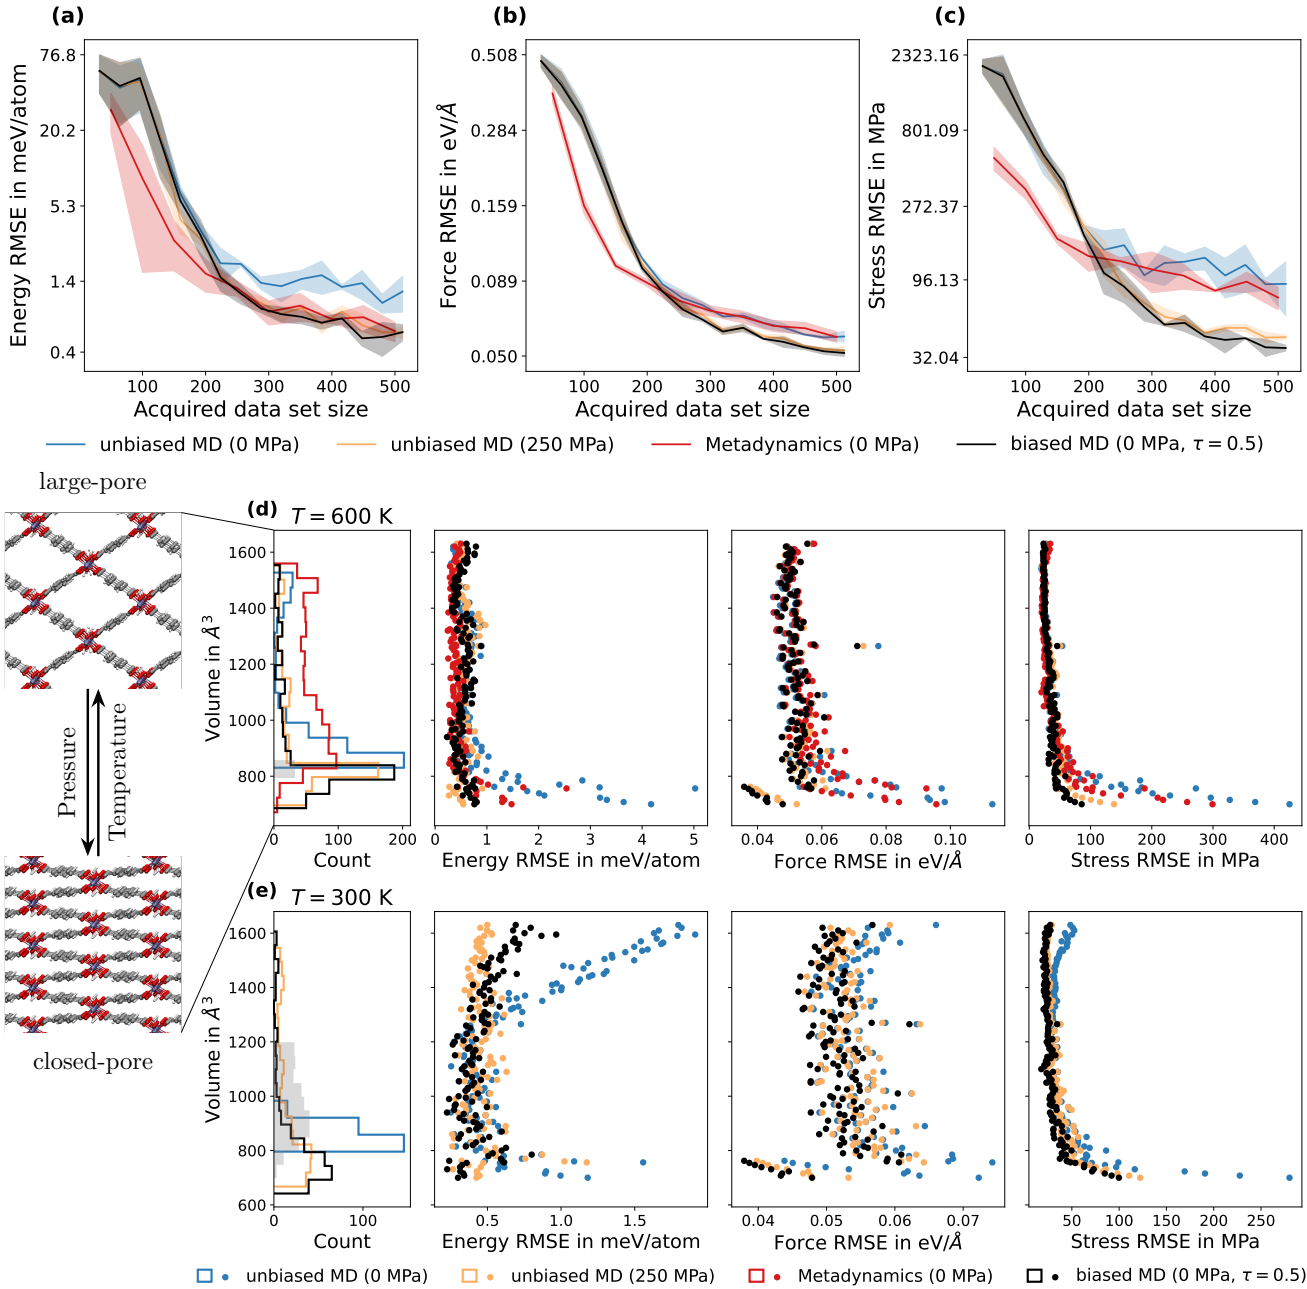 (a)
(b)
(c)
76.8
20.2
5.3
1.4
0.4
Energy RMSE in meV/atom
100 200 300 400 500
Acquired data set size
0.508
0.284
0.159
0.089
0.050
Force RMSE in eV/Å
100 200 300 400 500
Acquired data set size
2323.16
801.09
272.37
96.13
32.04
Stress RMSE in MPa
100 200 300 400 500
Acquired data set size
unbiased MD (0 MPa)
unbiased MD (250 MPa)
Metadynamics (0 MPa)
biased MD (0 MPa, τ = 0.5)
large-pore
Pressure
Temperature
closed-pore
(d)
T = 600 K
1600
1400
1200
1000
800
Volume in Å³
0 100 200
Count
0 1 2 3 4 5
Energy RMSE in meV/atom
0.04 0.06 0.08 0.10
Force RMSE in eV/Å
0 100 200 300 400
Stress RMSE in MPa
(e)
T = 300 K
1600
1400
1200
1000
800
600
Volume in Å³
0 100
Count
0.5 1.0 1.5
Energy RMSE in meV/atom
0.04 0.05 0.06 0.07
Force RMSE in eV/Å
50 100 150 200 250
Stress RMSE in MPa
unbiased MD (0 MPa)
unbiased MD (250 MPa)
Metadynamics (0 MPa)
biased MD (0 MPa, τ = 0.5)